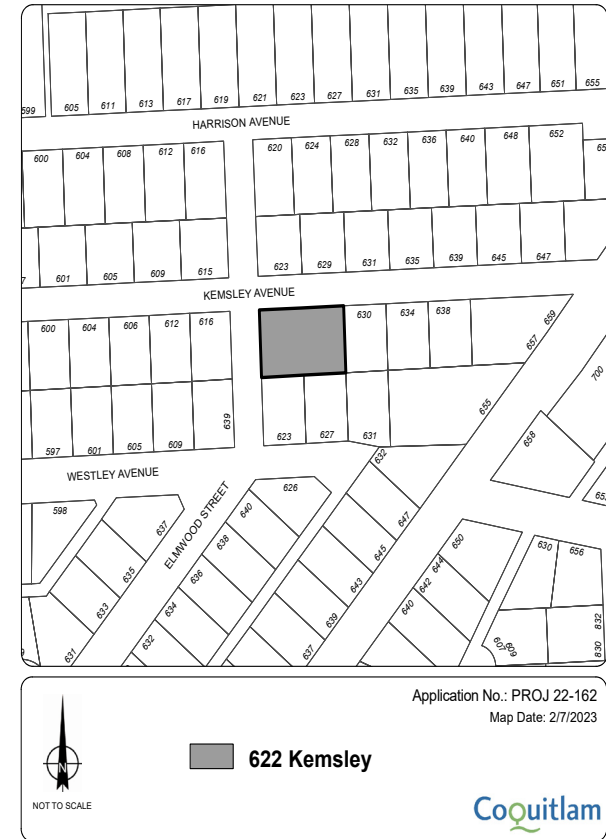 599 605 611 613 617 619 621 623 627 631 635 639 643 647 651 655
HARRISON AVENUE
600 604 608 612 616 620 624 628 632 636 640 648 652
601 605 609 615 623 629 631 635 639 645 647
KEMSLEY AVENUE
600 604 606 612 616 630 634 638 659
657
700
639
655
597 601 605 609 623 627 631 658
WESTLEY AVENUE
632
598 626
ELMWOOD STREET
637 640 647
635 638 645 650 630 656
633 636 643 644
631 634 639 642
632 637 640
607 609 832
830
Application No.: PROJ 22-162
Map Date: 2/7/2023
N
622 Kemsley
NOT TO SCALE
Coquitlam